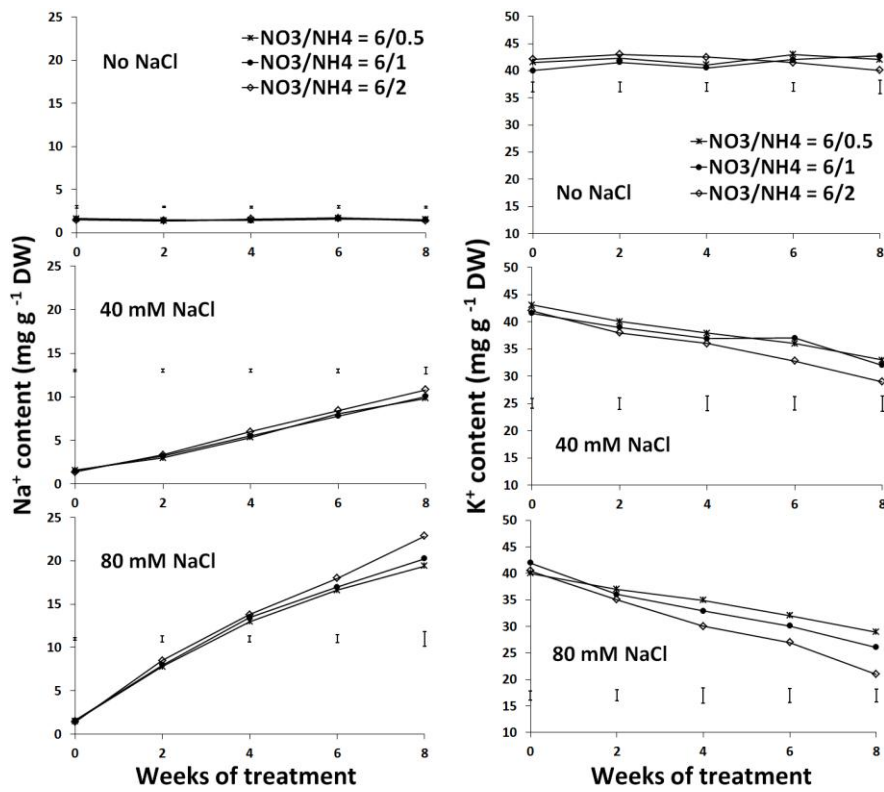 Na⁺ content (mg g ⁻¹ DW)
25
20
15
10
5
0
0 2 4 6 8
No NaCl
NO3/NH4 = 6/0.5
NO3/NH4 = 6/1
NO3/NH4 = 6/2
25
20
15
10
5
0
0 2 4 6 8
40 mM NaCl
25
20
15
10
5
0
0 2 4 6 8
80 mM NaCl
Weeks of treatment
K⁺ content (mg g ⁻¹ DW)
50
45
40
35
30
25
20
15
10
0 2 4 6 8
NO3/NH4 = 6/0.5
NO3/NH4 = 6/1
NO3/NH4 = 6/2
No NaCl
50
45
40
35
30
25
20
15
10
0 2 4 6 8
40 mM NaCl
50
45
40
35
30
25
20
15
10
0 2 4 6 8
80 mM NaCl
Weeks of treatment